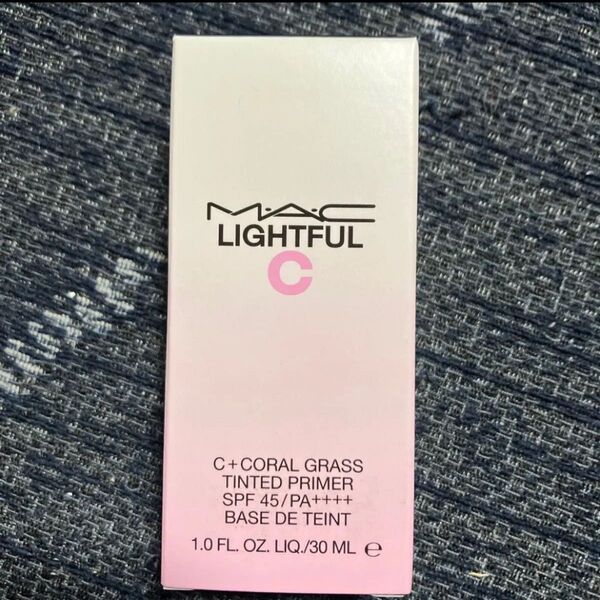 M·A·C
LIGHTFUL
C
C+CORAL GRASS
TINTED PRIMER
SPF 45/PA++++
BASE DE TEINT
1.0 FL. OZ. LIQ./30 ML ℮